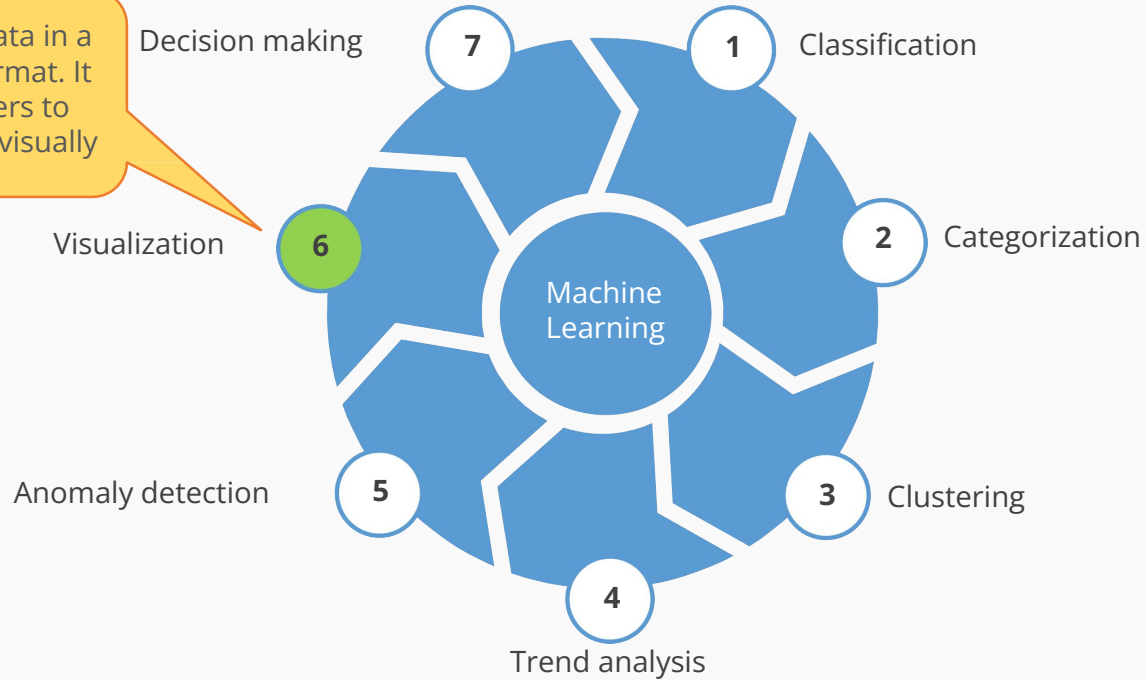 ata in a
rmat. It
ers to
visually
Decision making
7
1
Classification
Visualization
6
2
Categorization
Machine
Learning
Anomaly detection
5
3
Clustering
4
Trend analysis